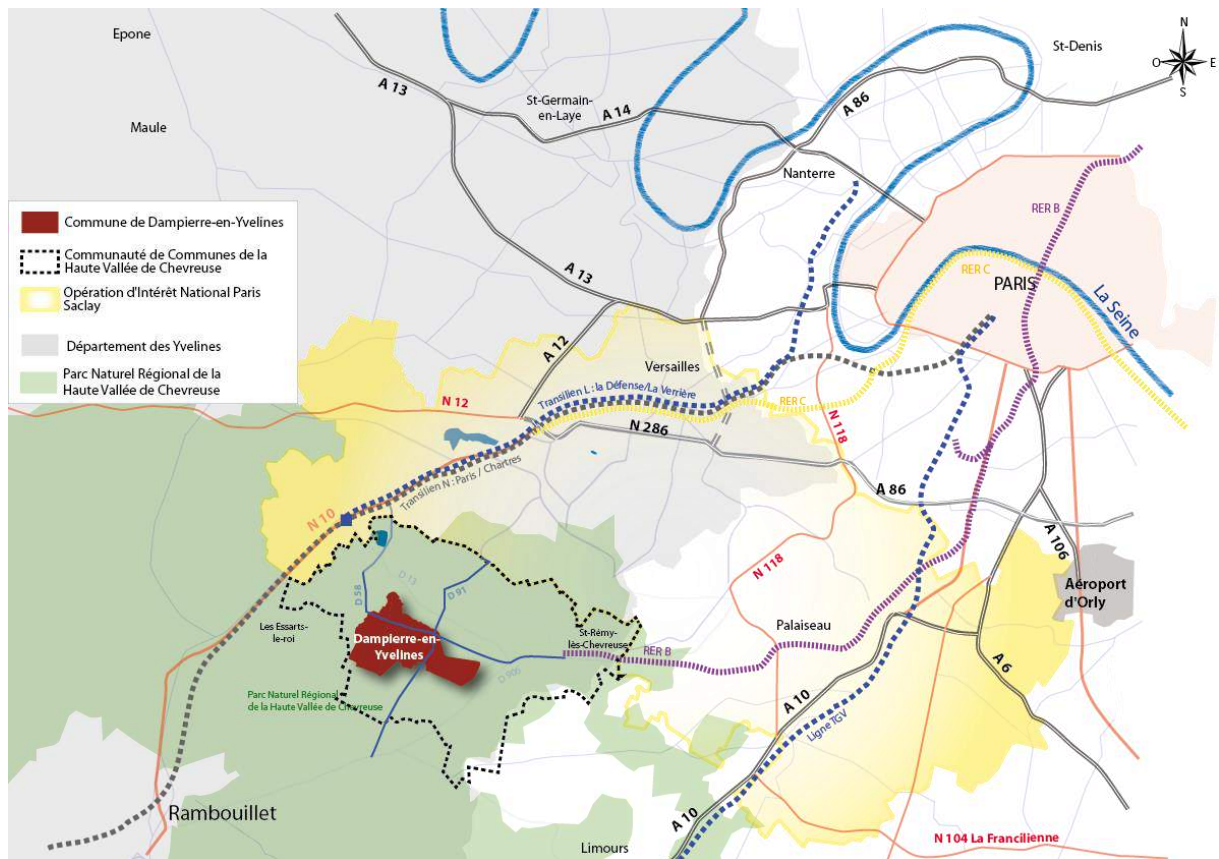 Epone
A 13
Maule
St-Germain-
en-Laye
A 14
A 86
St-Denis
N
O
E
S
Nanterre
RER B
Commune de Dampierre-en-Yvelines
Communauté de Communes de la
Haute Vallée de Chevreuse
Opération d'Intérêt National Paris
Saclay
Département des Yvelines
Parc Naturel Régional de la
Haute Vallée de Chevreuse
A 13
RER C
PARIS
La Seine
A 12
Versailles
Transilien L : la Défense/La Verrière
RER C
N 12
N 286
N 118
Transilien N : Paris / Chartres
A 86
N 10
A 106
Aéroport
d'Orly
N 118
D 13
D 58
D 91
Les Essarts-
le-roi
Dampierre-en-
Yvelines
St-Rémy-
lès-Chevreuse
RER B
Palaiseau
D 906
A 6
Parc Naturel Régional
de la Haute Vallée de Chevreuse
A 10
Ligne TGV
Rambouillet
A 10
Limours
N 104 La Francilienne